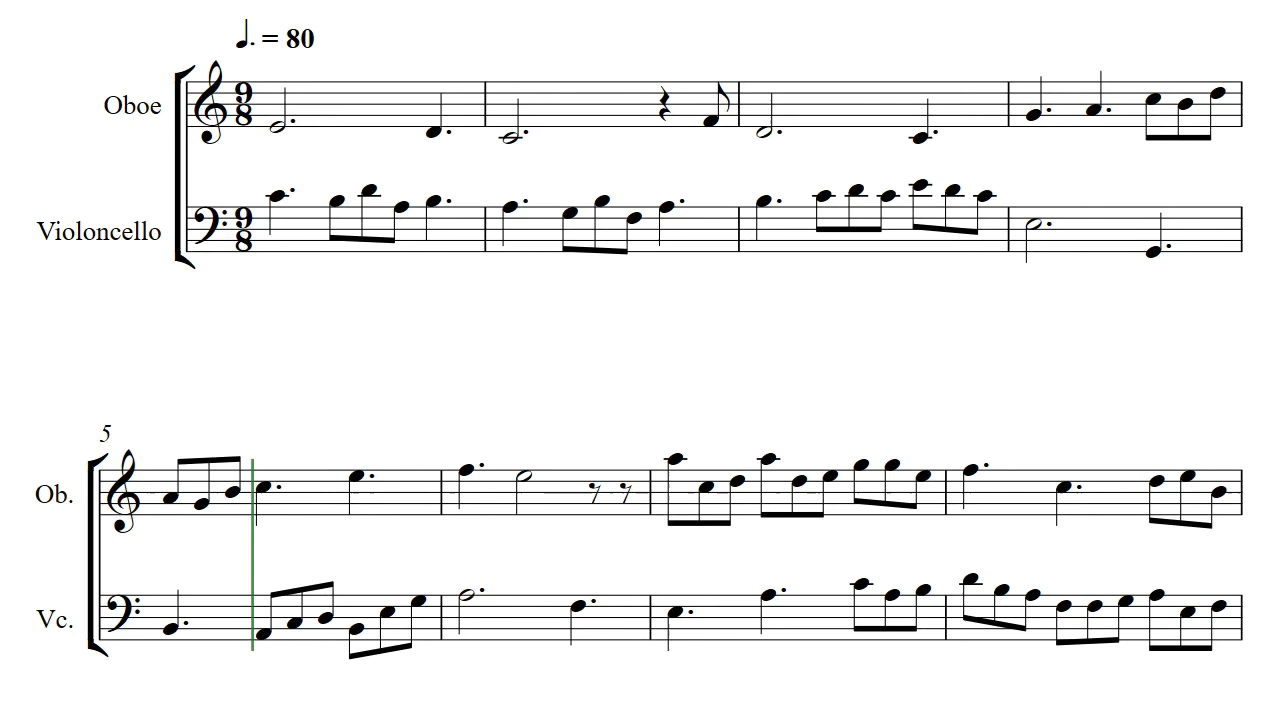 ♩. = 80
Oboe
9
8
Violoncello
9
8
5
Ob.
Vc.